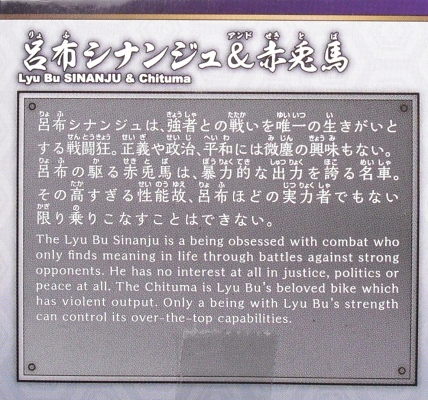 呂布シナンジュ&赤兎馬
Lyu Bu SINANJU & Chituma
呂布シナンジュは、強者との戦いを唯一の生きがいと
する戦闘狂。正義や政治、平和には微塵の興味もない。
呂布の駆る赤兎馬は、暴力的な出力を誇る名車。
その高すぎる性能故、呂布ほどの実力者でもない
限り乗りこなすことはできない。
The Lyu Bu Sinanju is a being obsessed with combat who
only finds meaning in life through battles against strong
opponents. He has no interest at all in justice, politics or
peace at all. The Chituma is Lyu Bu's beloved bike which
has violent output. Only a being with Lyu Bu's strength
can control its over-the-top capabilities.